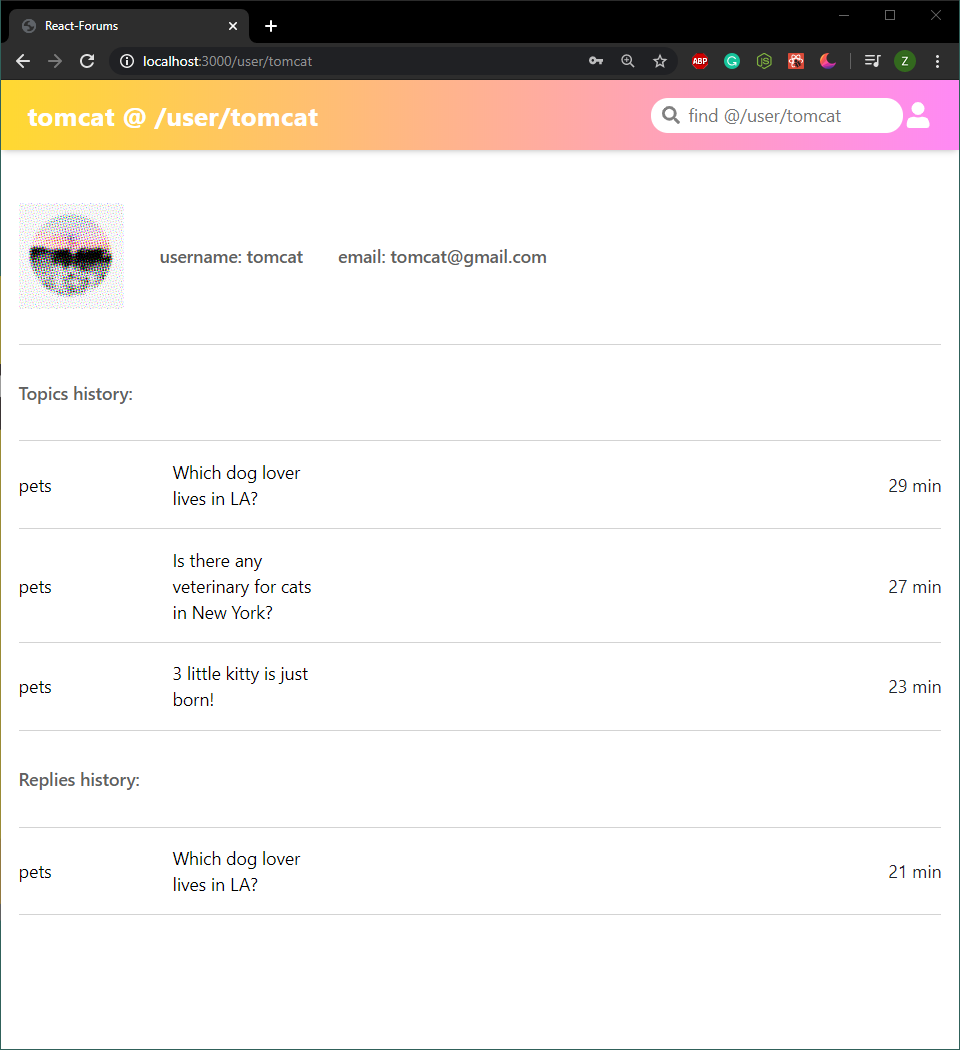 React-Forums
localhost:3000/user/tomcat
ABP
Z
tomcat @ /user/tomcat
find @/user/tomcat
username: tomcat
email: tomcat@gmail.com
Topics history:
pets
Which dog lover
lives in LA?
29 min
pets
Is there any
veterinary for cats
in New York?
27 min
pets
3 little kitty is just
born!
23 min
Replies history:
pets
Which dog lover
lives in LA?
21 min